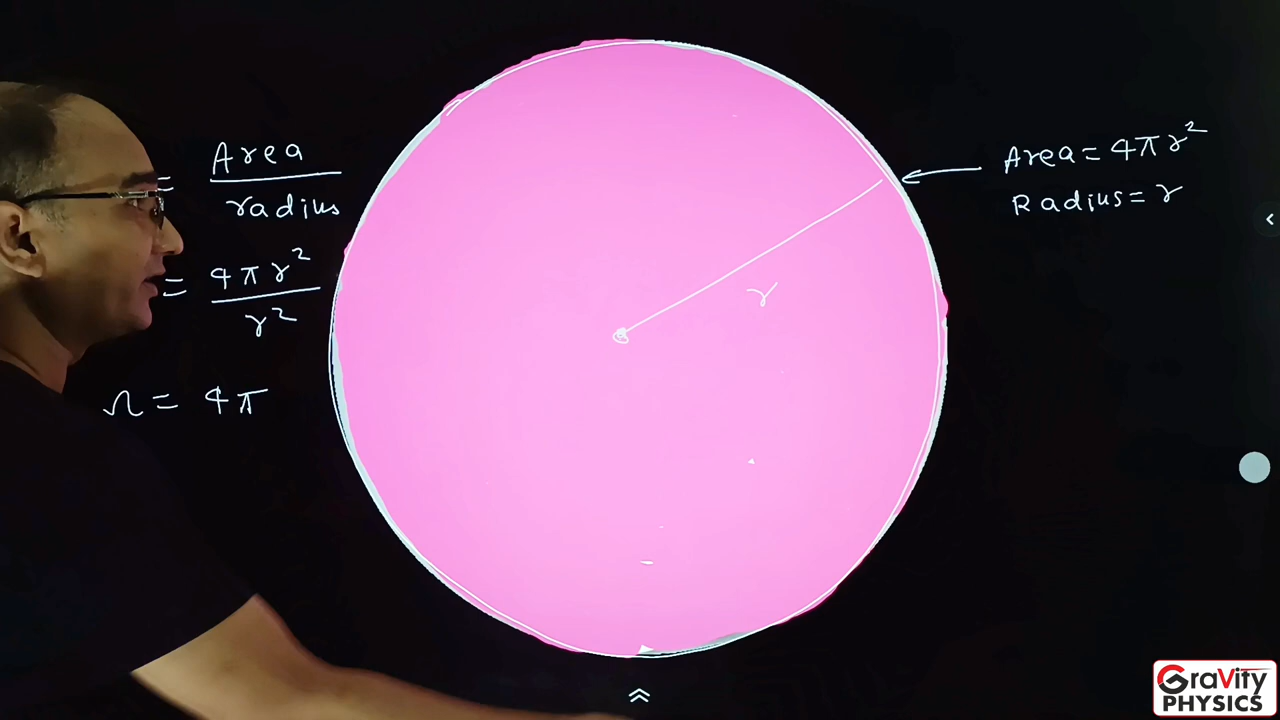 = Area / radius
= 4πr² / r²
Ω = 4π
r
Area = 4πr²
Radius = r
GraVity
PHYSICS